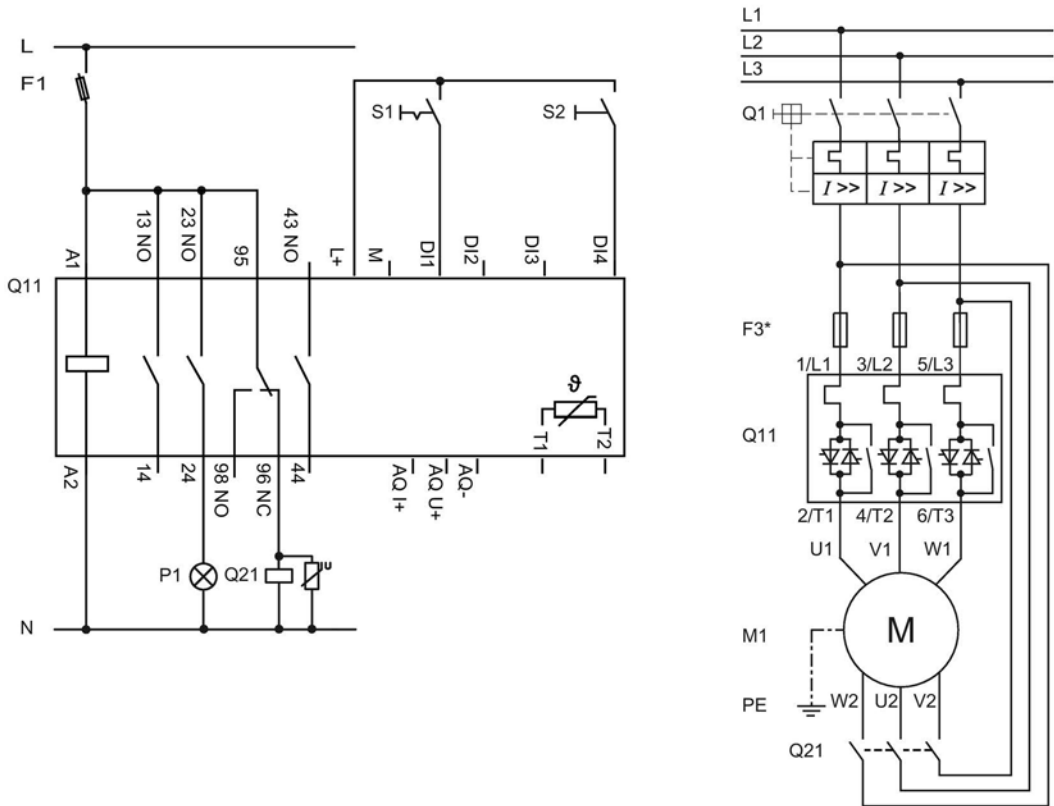 L
F1
S1
S2
A1
13 NO
23 NO
95
43 NO
L+
M
DI1
DI2
DI3
DI4
Q11
ϑ
T1
T2
A2
14
24
98 NO
96 NC
44
AQ I+
AQ U+
AQ-
P1
Q21
U
N
L1
L2
L3
Q1
I >> I >> I >>
F3*
1/L1 3/L2 5/L3
Q11
2/T1 4/T2 6/T3
U1 V1 W1
M1
M
PE
W2 U2 V2
Q21